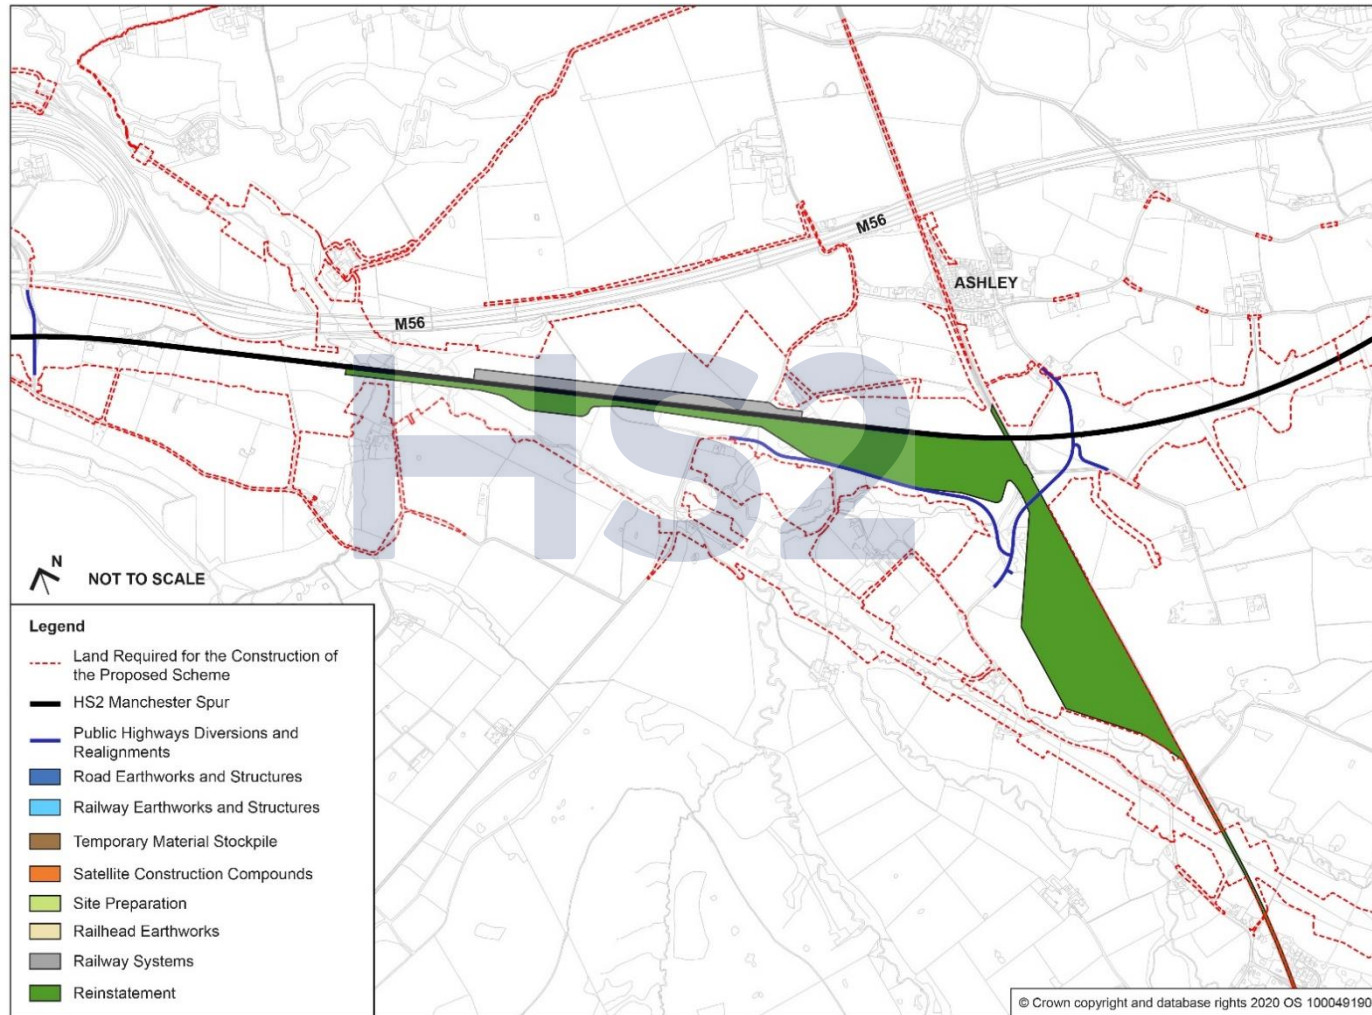 M56
ASHLEY
M56
HS2
N
NOT TO SCALE
Legend
Land Required for the Construction of
the Proposed Scheme
HS2 Manchester Spur
Public Highways Diversions and
Realignments
Road Earthworks and Structures
Railway Earthworks and Structures
Temporary Material Stockpile
Satellite Construction Compounds
Site Preparation
Railhead Earthworks
Railway Systems
Reinstatement
© Crown copyright and database rights 2020 OS 100049190